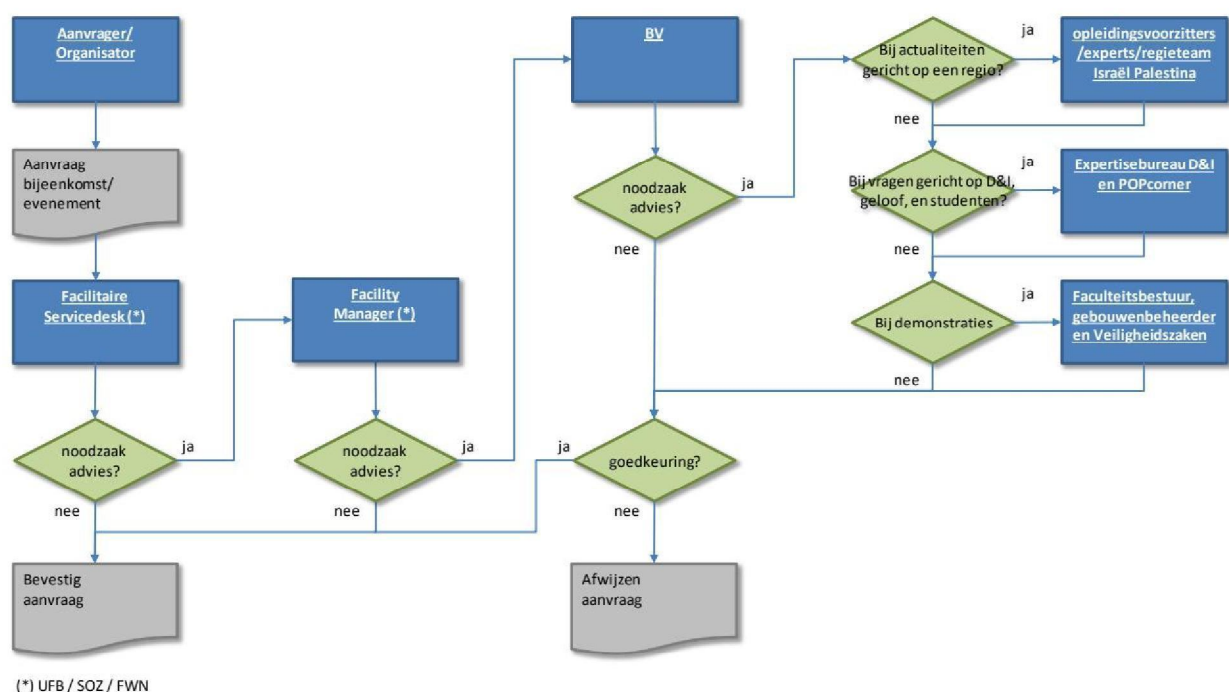 Aanvrager/
Organisator
Aanvraag
bijeenkomst/
evenement
Facilitaire
Servicedesk (*)
noodzaak
advies?
ja
nee
Bevestig
aanvraag
Facility
Manager (*)
noodzaak
advies?
ja
nee
BV
noodzaak
advies?
ja
nee
goedkeuring?
ja
nee
Afwijzen
aanvraag
Bij actualiteiten
gericht op een regio?
ja
nee
opleidingsvoorzitters
/experts/regieteam
Israël Palestina
Bij vragen gericht op D&I,
geloof, en studenten?
ja
nee
Expertisebureau D&I
en POPcorner
Bij demonstraties
ja
nee
Faculteitsbestuur,
gebouwenbeheerder
en Veiligheidszaken
(*) UFB / SOZ / FWN